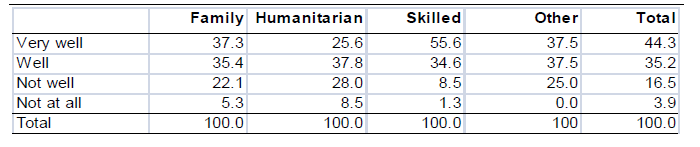 Family Humanitarian Skilled Other Total
Very well 37.3 25.6 55.6 37.5 44.3
Well 35.4 37.8 34.6 37.5 35.2
Not well 22.1 28.0 8.5 25.0 16.5
Not at all 5.3 8.5 1.3 0.0 3.9
Total 100.0 100.0 100.0 100 100.0